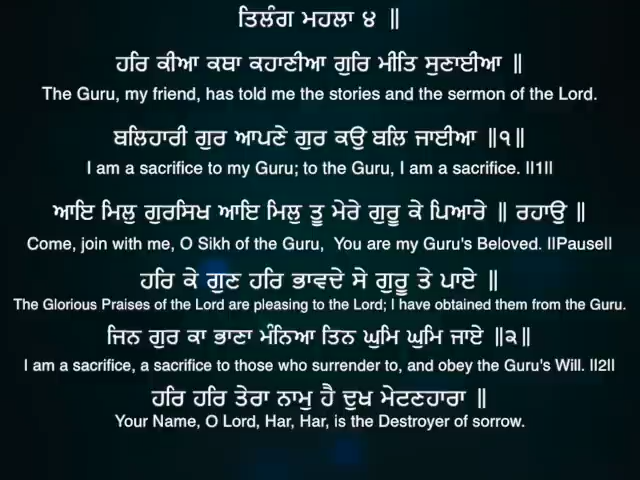 ਤਿਲੰਗ ਮਹਲਾ ੪ ॥
ਹਰਿ ਕੀਆ ਕਥਾ ਕਹਾਣੀਆ ਗੁਰਿ ਮੀਤਿ ਸੁਣਾਈਆ ॥
The Guru, my friend, has told me the stories and the sermon of the Lord.
ਬਲਿਹਾਰੀ ਗੁਰ ਆਪਣੇ ਗੁਰ ਕਉ ਬਲਿ ਜਾਈਆ ॥੧॥
I am a sacrifice to my Guru; to the Guru, I am a sacrifice. ||1||
ਆਇ ਮਿਲੁ ਗੁਰਸਿਖ ਆਇ ਮਿਲੁ ਤੂ ਮੇਰੇ ਗੁਰੂ ਕੇ ਪਿਆਰੇ ॥ ਰਹਾਉ ॥
Come, join with me, O Sikh of the Guru, You are my Guru's Beloved. ||Pause||
ਹਰਿ ਕੇ ਗੁਣ ਹਰਿ ਭਾਵਦੇ ਸੇ ਗੁਰੂ ਤੇ ਪਾਏ ॥
The Glorious Praises of the Lord are pleasing to the Lord; I have obtained them from the Guru.
ਜਿਨ ਗੁਰ ਕਾ ਭਾਣਾ ਮੰਨਿਆ ਤਿਨ ਘੁਮਿ ਘੁਮਿ ਜਾਏ ॥੨॥
I am a sacrifice, a sacrifice to those who surrender to, and obey the Guru's Will. ||2||
ਹਰਿ ਹਰਿ ਤੇਰਾ ਨਾਮੁ ਹੈ ਦੁਖ ਮੇਟਣਹਾਰਾ ॥
Your Name, O Lord, Har, Har, is the Destroyer of sorrow.